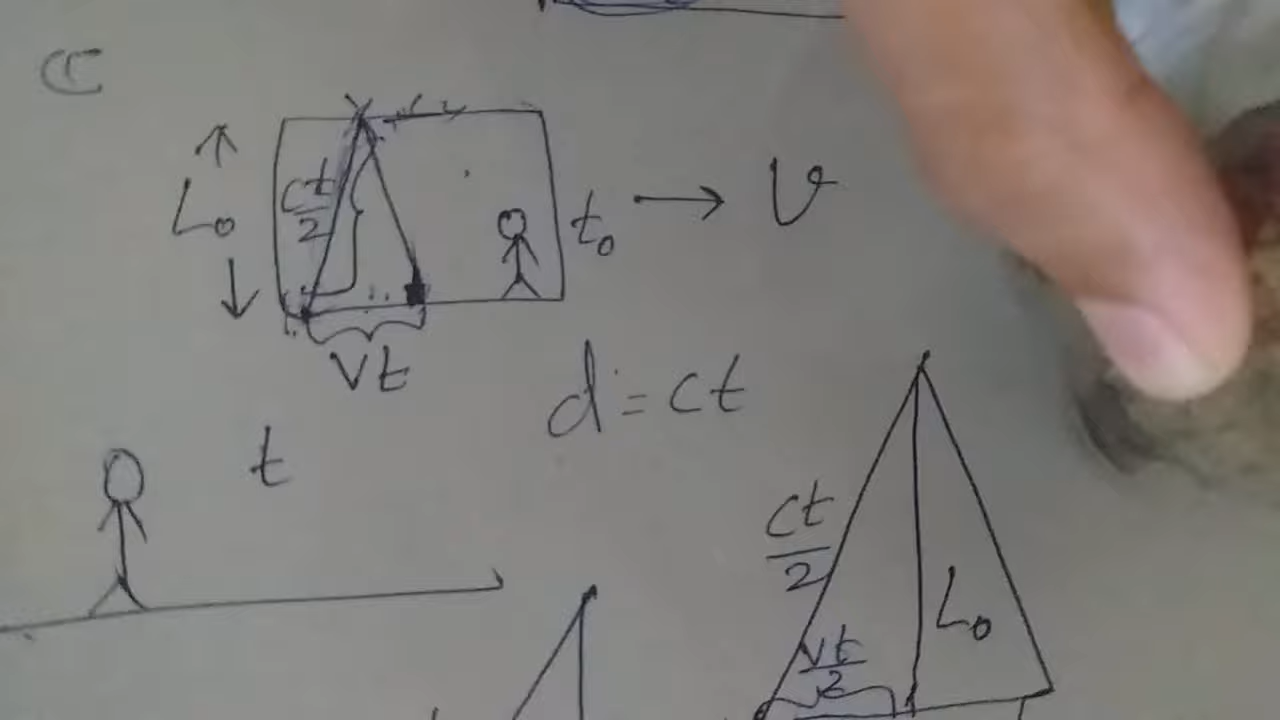 L₀
ct/2
t₀ → v
vt
d = ct
t
ct/2
L₀
vt/2